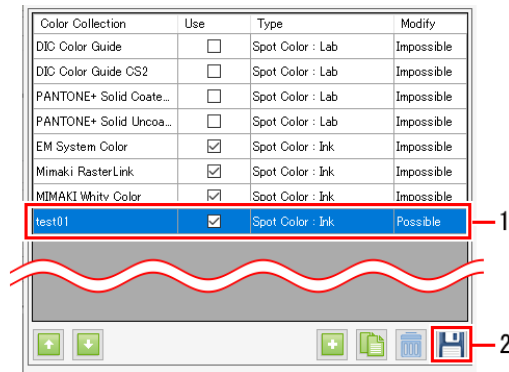 Color Collection Use Type Modify
DIC Color Guide Spot Color : Lab Impossible
DIC Color Guide CS2 Spot Color : Lab Impossible
PANTONE+ Solid Coate... Spot Color : Lab Impossible
PANTONE+ Solid Uncoa... Spot Color : Lab Impossible
EM System Color Spot Color : Ink Impossible
Mimaki RasterLink Spot Color : Ink Impossible
MIMAKI Whity Color Spot Color : Ink Impossible
test01 Spot Color : Ink Possible
1
2